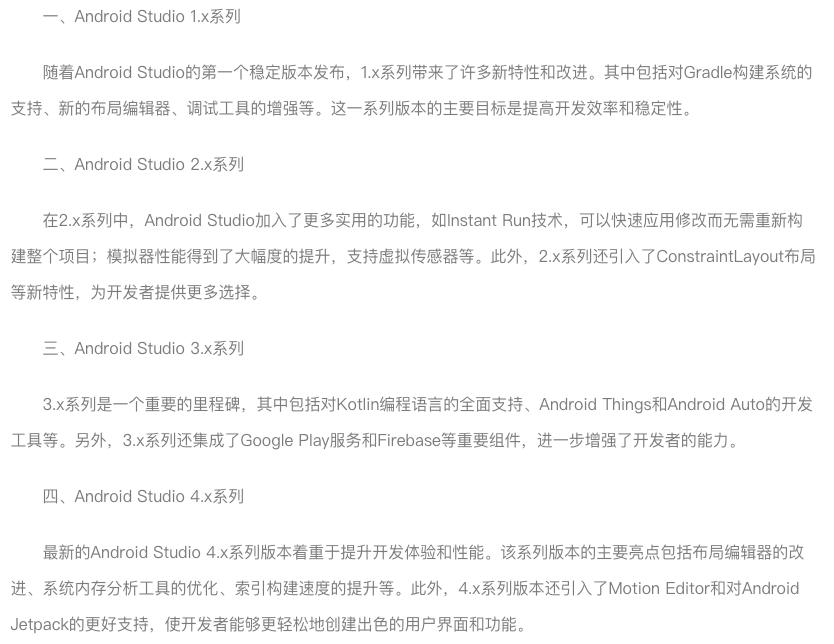 一、Android Studio 1.x系列
随着Android Studio的第一个稳定版本发布，1.x系列带来了许多新特性和改进。其中包括对Gradle构建系统的
支持、新的布局编辑器、调试工具的增强等。这一系列版本的主要目标是提高开发效率和稳定性。
二、Android Studio 2.x系列
在2.x系列中，Android Studio加入了更多实用的功能，如Instant Run技术，可以快速应用修改而无需重新构
建整个项目；模拟器性能得到了大幅度的提升，支持虚拟传感器等。此外，2.x系列还引入了ConstraintLayout布局
等新特性，为开发者提供更多选择。
三、Android Studio 3.x系列
3.x系列是一个重要的里程碑，其中包括对Kotlin编程语言的全面支持、Android Things和Android Auto的开发
工具等。另外，3.x系列还集成了Google Play服务和Firebase等重要组件，进一步增强了开发者的能力。
四、Android Studio 4.x系列
最新的Android Studio 4.x系列版本着重于提升开发体验和性能。该系列版本的主要亮点包括布局编辑器的改
进、系统内存分析工具的优化、索引构建速度的提升等。此外，4.x系列版本还引入了Motion Editor和对Android
Jetpack的更好支持，使开发者能够更轻松地创建出色的用户界面和功能。